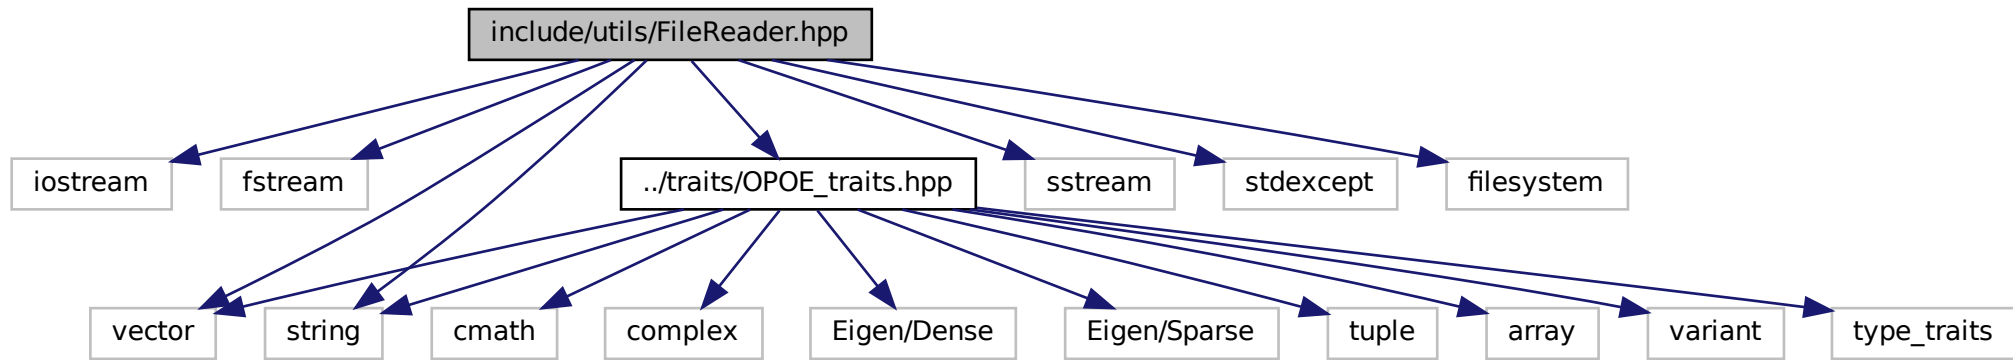 include/utils/FileReader.hpp
iostream
fstream
../traits/OPOE_traits.hpp
sstream
stdexcept
filesystem
vector
string
cmath
complex
Eigen/Dense
Eigen/Sparse
tuple
array
variant
type_traits